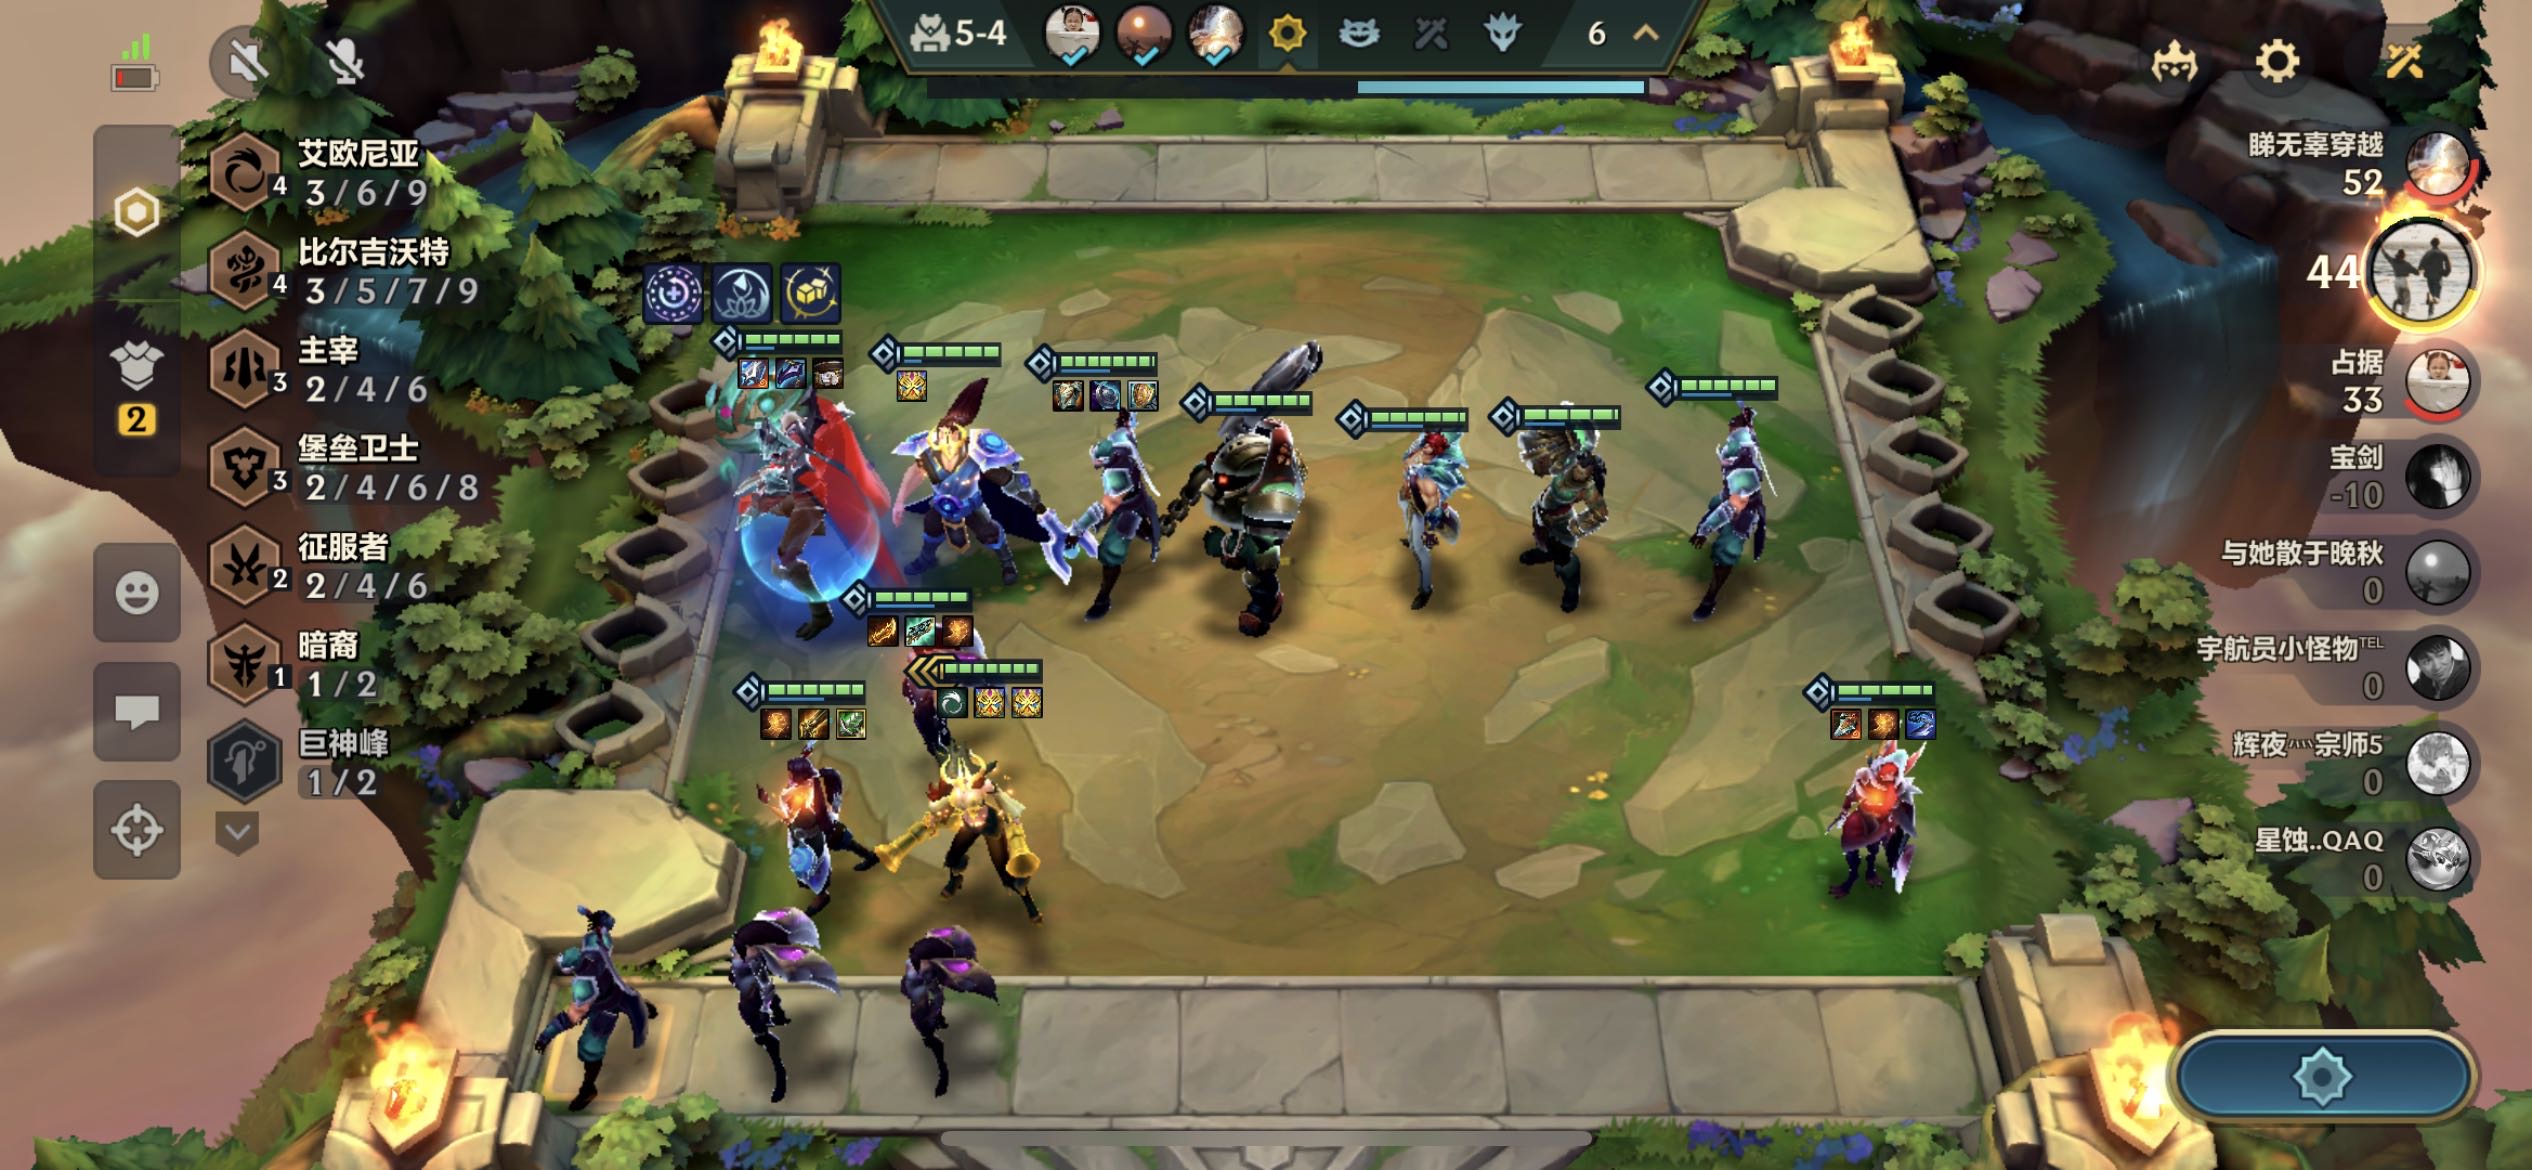 5-4
6
4
艾欧尼亚
3/6/9
4
比尔吉沃特
3/5/7/9
3
主宰
2/4/6
3
堡垒卫士
2/4/6/8
2
征服者
2/4/6
1
暗裔
1/2
巨神峰
1/2
2
睇无辜穿越
52
44
占据
33
宝剑
-10
与她散于晚秋
0
宇航员小怪物TEL
0
辉夜灬宗师5
0
星蚀..QAQ
0